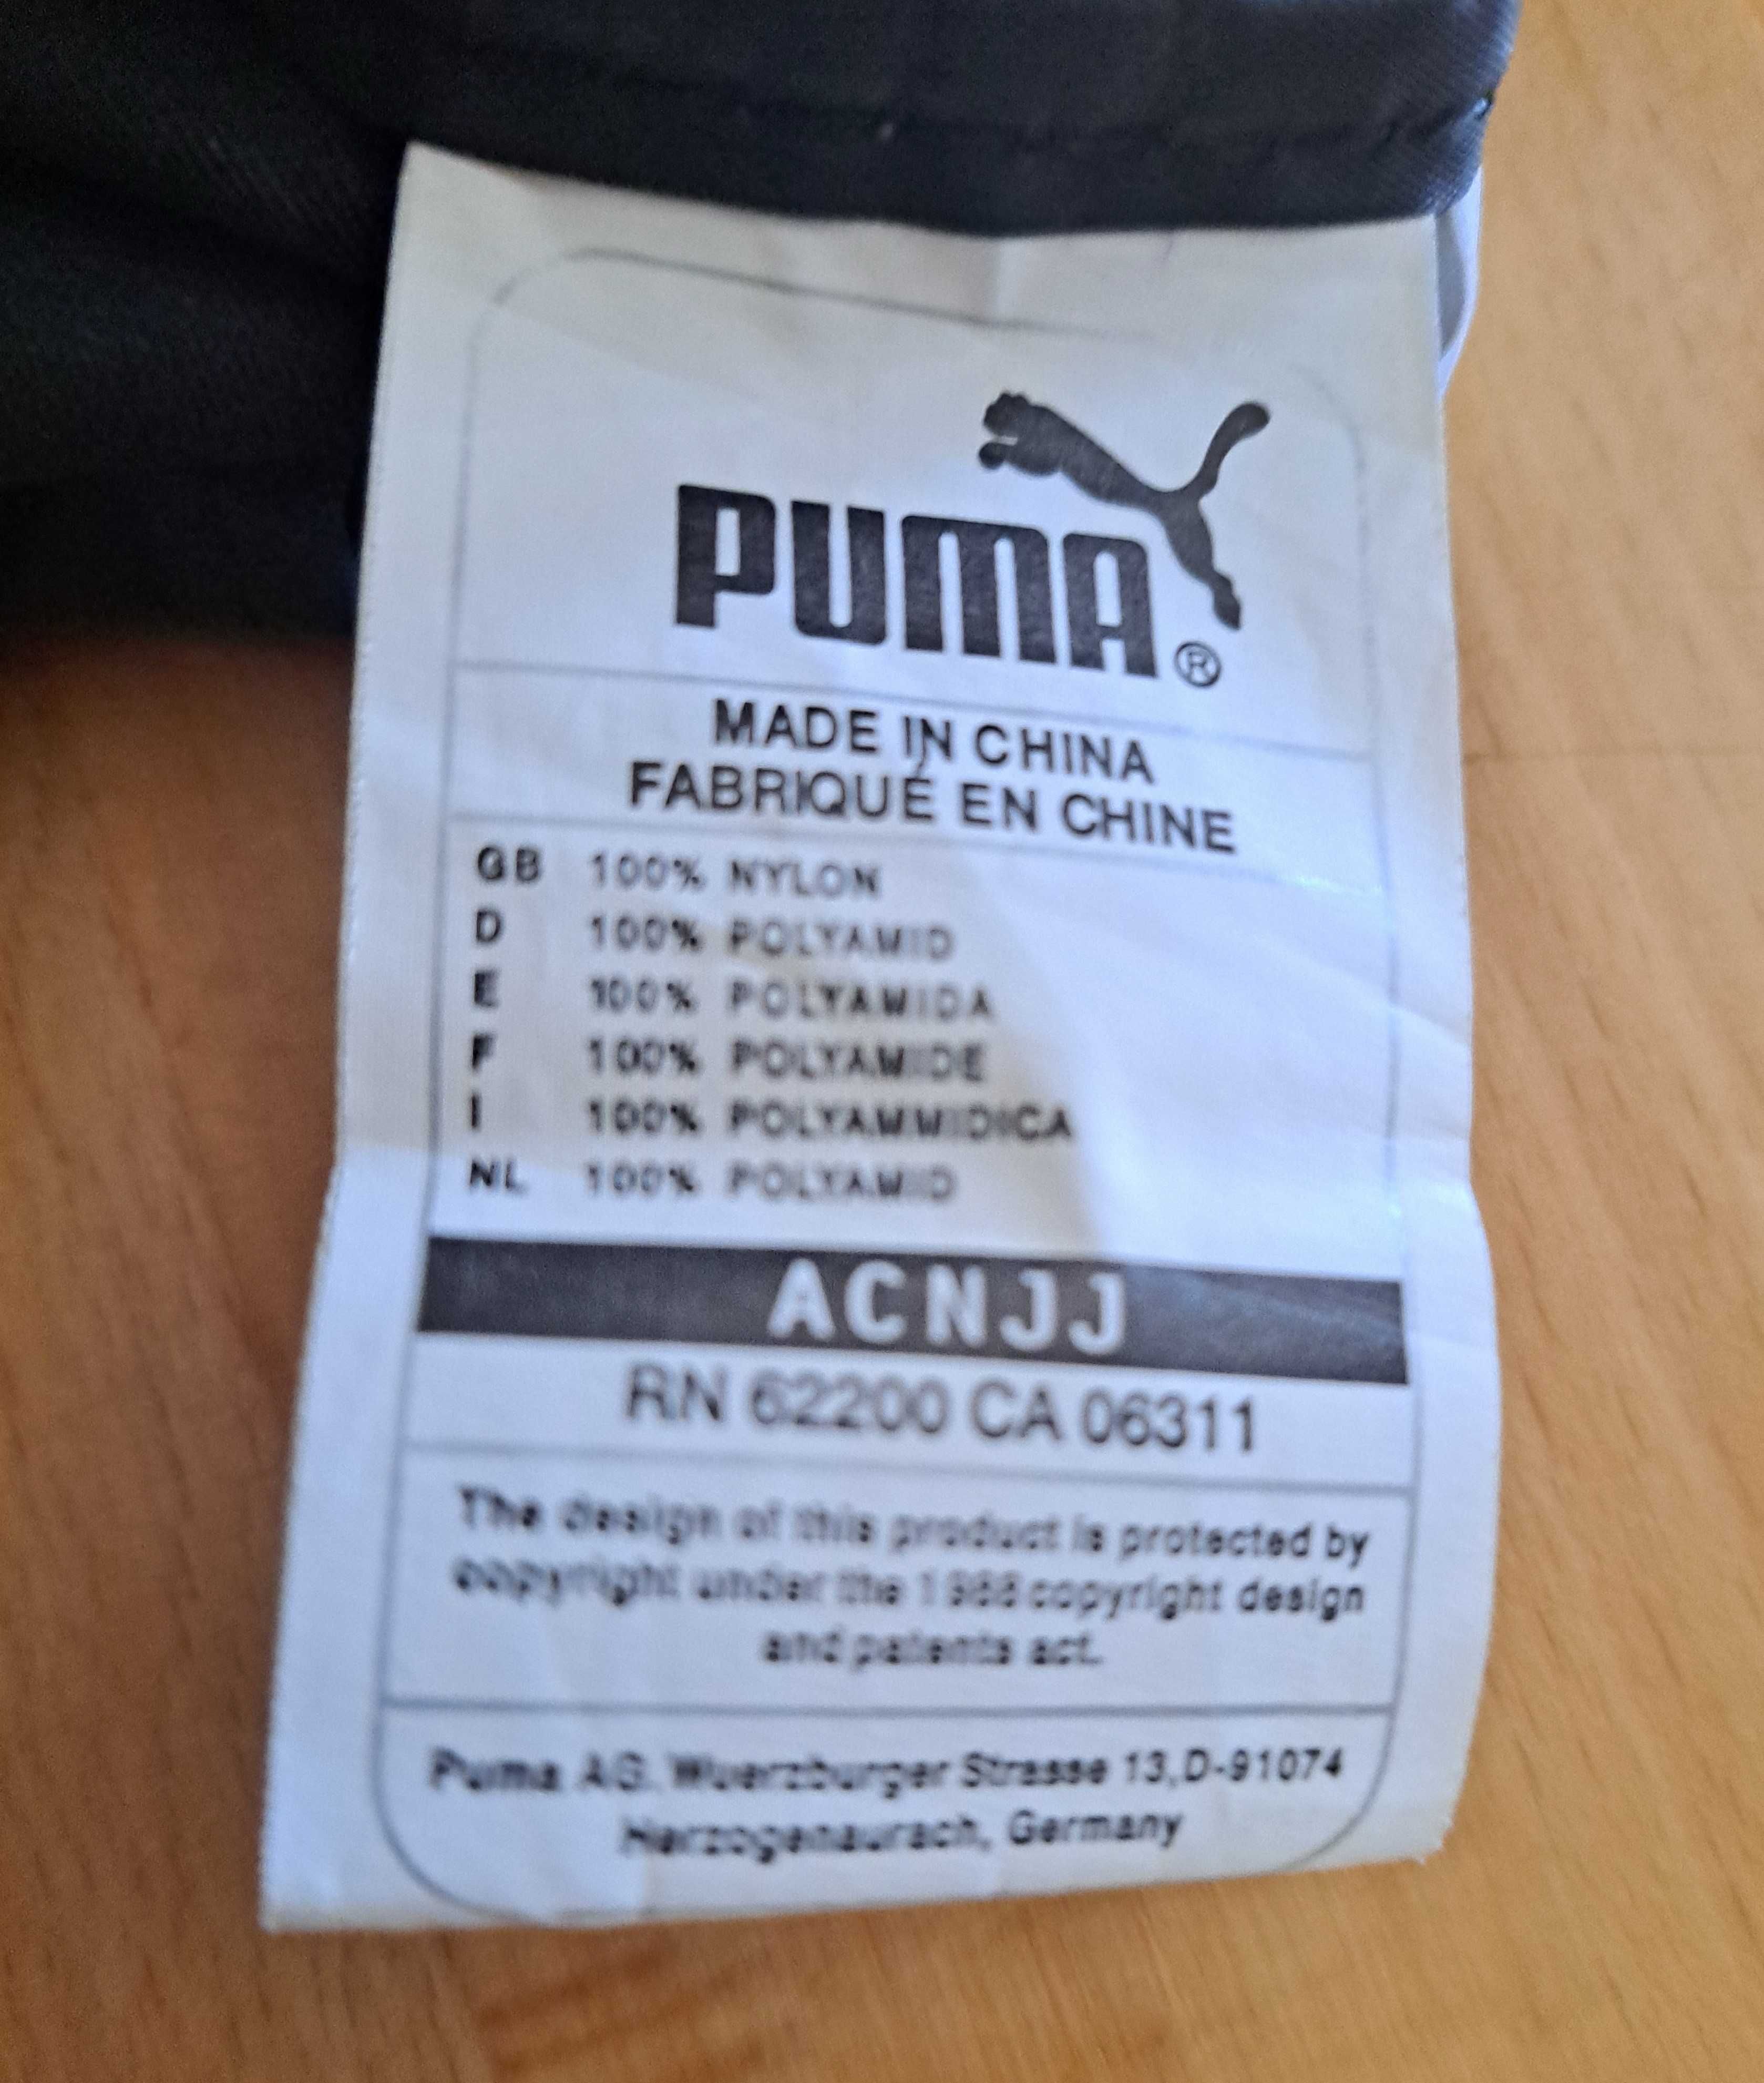 PUMA®
MADE IN CHINA
FABRIQUÉ EN CHINE
GB 100% NYLON
D 100% POLYAMID
E 100% POLYAMIDA
F 100% POLYAMIDE
I 100% POLYAMMIDICA
NL 100% POLYAMID
ACNJJ
RN 62200 CA 06311
The design of this product is protected by
copyright under the 1988 copyright design
and patents act.
Puma AG. Wuerzburger Strasse 13,D-91074
Herzogenaurach, Germany